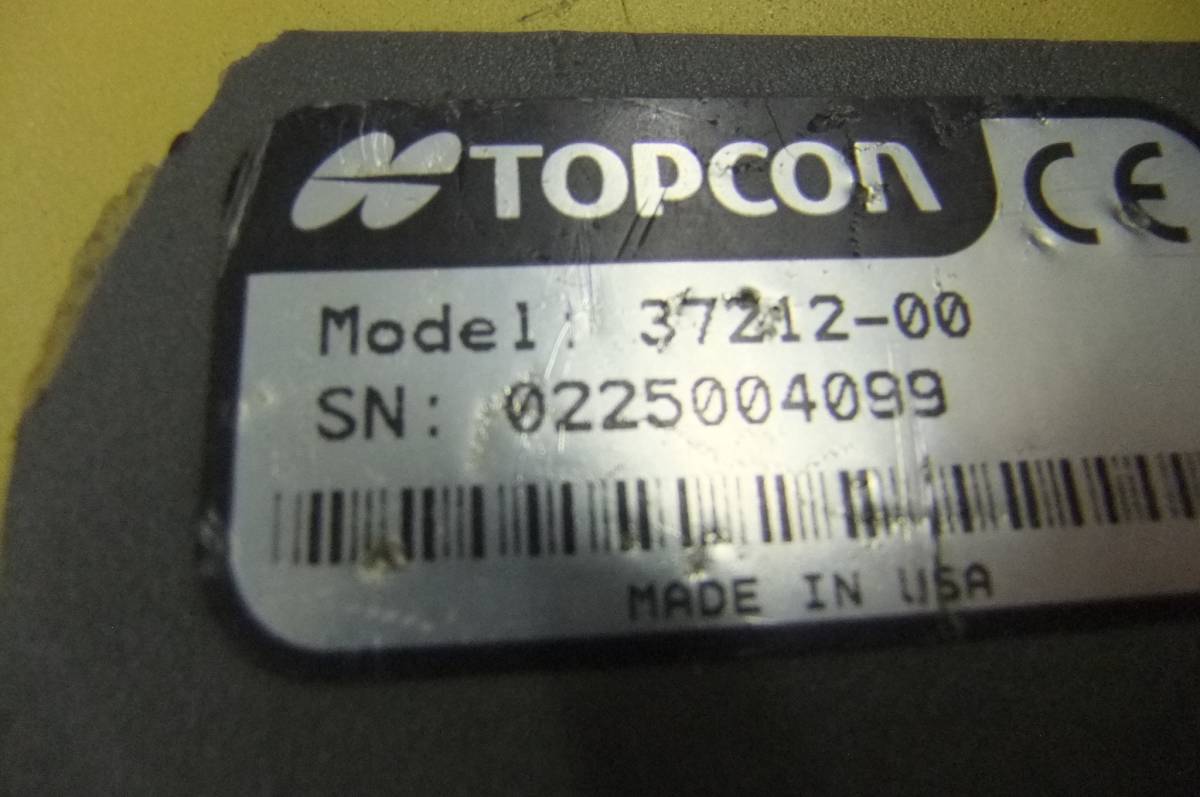 TOPCON CE
Model: 37212-00
SN: 0225004099
MADE IN USA